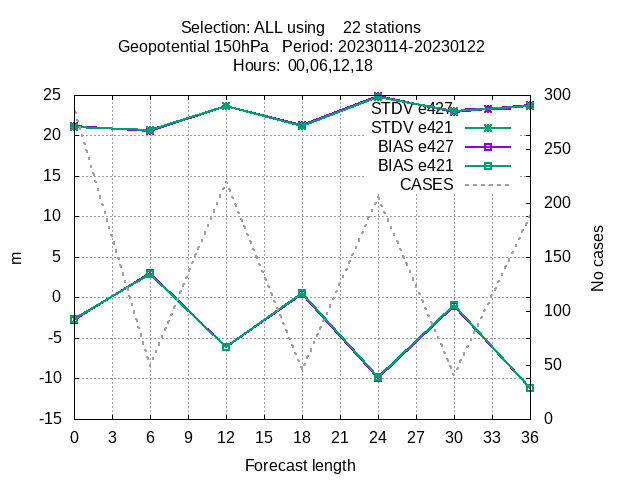 Selection: ALL using    22 stations
Geopotential 150hPa   Period: 20230114-20230122
Hours:  00,06,12,18
25
20
15
10
5
0
-5
-10
-15
m
STDV e427
STDV e421
BIAS e427
BIAS e421
CASES
300
250
200
150
100
50
0
No cases
0 3 6 9 12 15 18 21 24 27 30 33 36
Forecast length